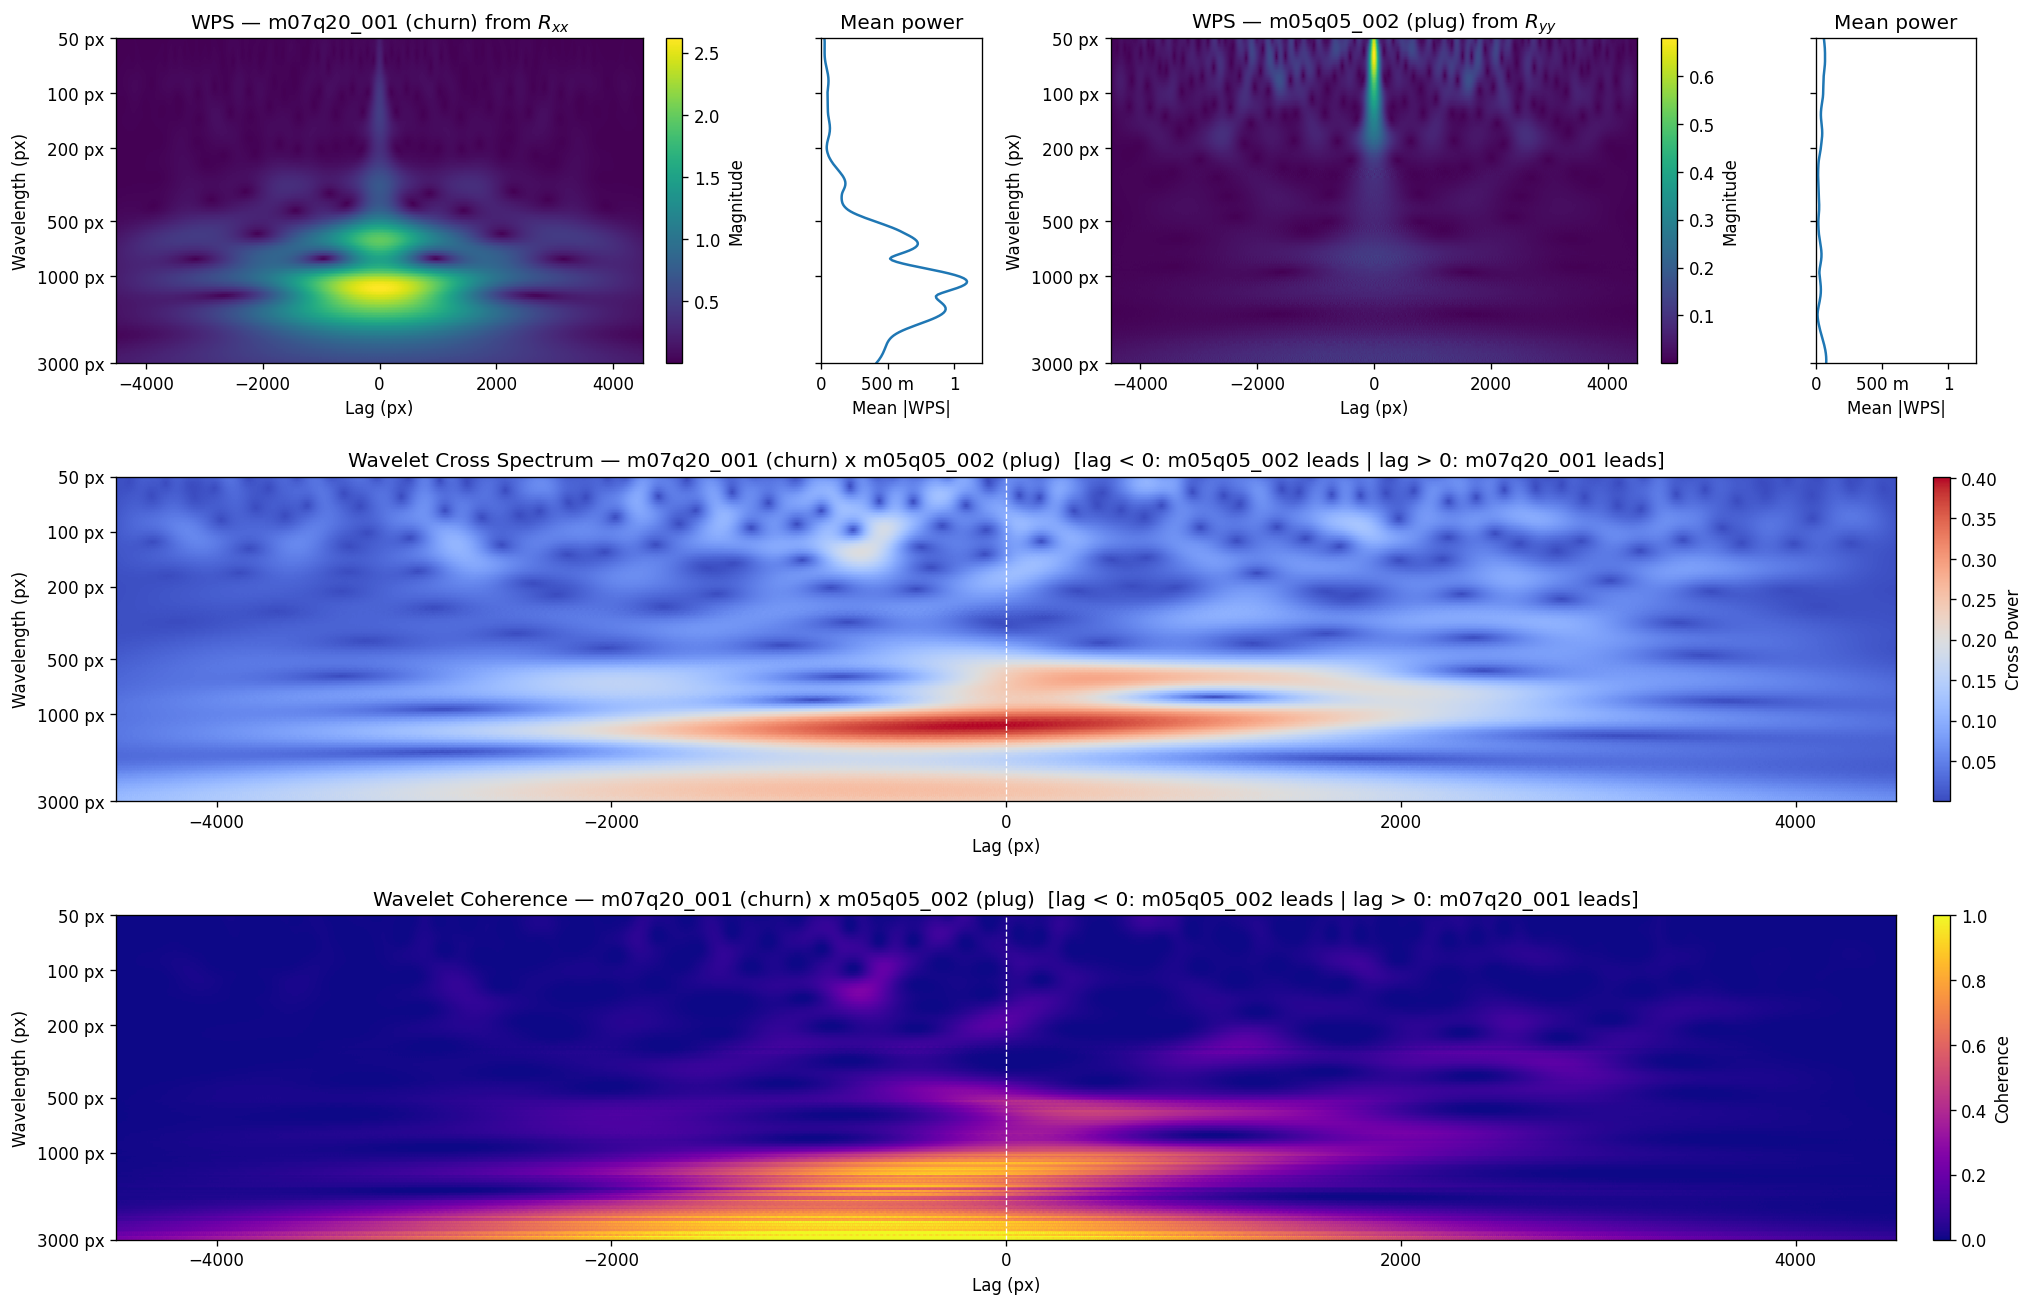 WPS — m07q20_001 (churn) from Rxx
Mean power
WPS — m05q05_002 (plug) from Ryy
Mean power
50 px
100 px
200 px
500 px
1000 px
3000 px
Wavelength (px)
−4000
−2000
0
2000
4000
Lag (px)
2.5
2.0
1.5
1.0
0.5
Magnitude
0
500 m
1
Mean |WPS|
50 px
100 px
200 px
500 px
1000 px
3000 px
Wavelength (px)
−4000
−2000
0
2000
4000
Lag (px)
0.6
0.5
0.4
0.3
0.2
0.1
Magnitude
0
500 m
1
Mean |WPS|
Wavelet Cross Spectrum — m07q20_001 (churn) x m05q05_002 (plug)  [lag < 0: m05q05_002 leads | lag > 0: m07q20_001 leads]
50 px
100 px
200 px
500 px
1000 px
3000 px
Wavelength (px)
−4000
−2000
0
2000
4000
Lag (px)
0.40
0.35
0.30
0.25
0.20
0.15
0.10
0.05
Cross Power
Wavelet Coherence — m07q20_001 (churn) x m05q05_002 (plug)  [lag < 0: m05q05_002 leads | lag > 0: m07q20_001 leads]
50 px
100 px
200 px
500 px
1000 px
3000 px
Wavelength (px)
−4000
−2000
0
2000
4000
Lag (px)
1.0
0.8
0.6
0.4
0.2
0.0
Coherence